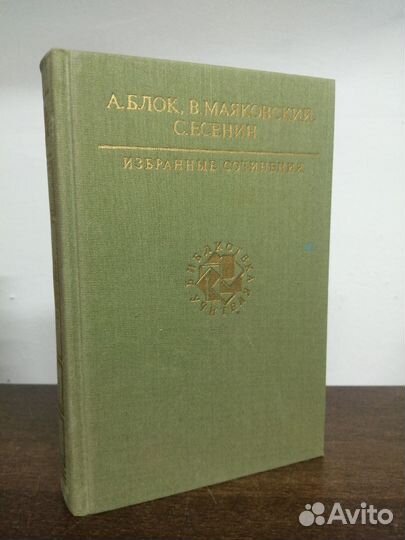 А. БЛОК, В. МАЯКОВСКИЙ,
С. ЕСЕНИН
ИЗБРАННЫЕ СОЧИНЕНИЯ
БИБЛИОТЕКА
УЧИТЕЛЯ
Avito